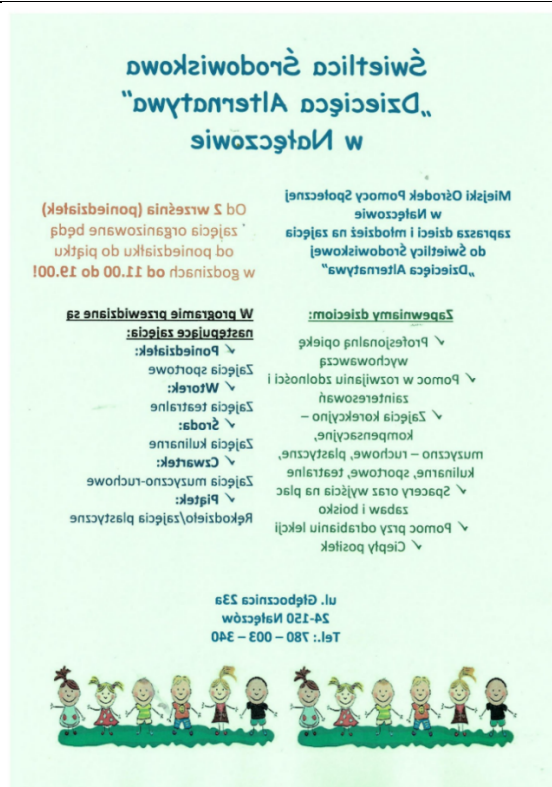 Świetlica Środowiskowa
„Dziecięca Alternatywa"
w Nałęczowie
Miejski Ośrodek Pomocy Społecznej
w Nałęczowie
zaprasza dzieci i młodzież na zajęcia
do Świetlicy Środowiskowej
„Dziecięca Alternatywa"
Od 2 września (poniedziałek)
zajęcia organizowane będą
od poniedziałku do piątku
w godzinach od 11.00 do 19.00!
Zapewniamy dzieciom:
✓ Profesjonalną opiekę
wychowawczą
✓ Pomoc w rozwijaniu zdolności i
zainteresowań
✓ Zajęcia korekcyjno –
kompensacyjne,
muzyczno – ruchowe, plastyczne,
kulinarne, sportowe, teatralne
✓ Spacery oraz wyjścia na plac
zabaw i boisko
✓ Pomoc przy odrabianiu lekcji
✓ Ciepły posiłek
W programie przewidziane są
następujące zajęcia:
✓ Poniedziałek:
Zajęcia sportowe
✓ Wtorek:
Zajęcia teatralne
✓ Środa:
Zajęcia kulinarne
✓ Czwartek:
Zajęcia muzyczno-ruchowe
✓ Piątek:
Rękodzieło/zajęcia plastyczne
ul. Głębocznica 23a
24-150 Nałęczów
Tel.: 780 – 003 – 340